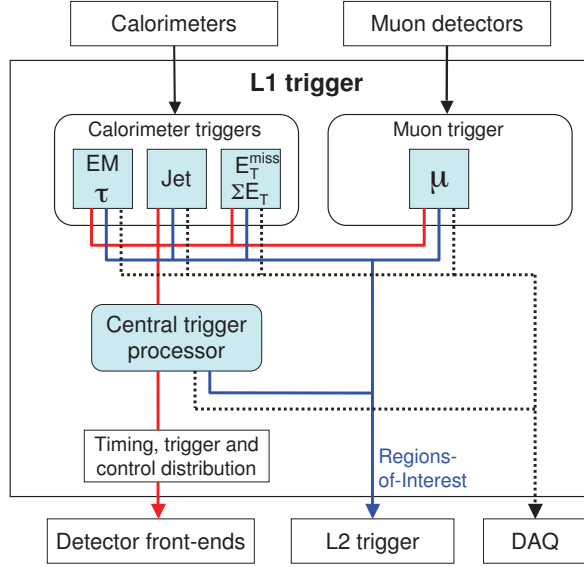 Calorimeters
Muon detectors
L1 trigger
Calorimeter triggers
Muon trigger
EM
τ
Jet
E_T^miss
ΣE_T
μ
Central trigger
processor
Timing, trigger and
control distribution
Regions-
of-Interest
Detector front-ends
L2 trigger
DAQ